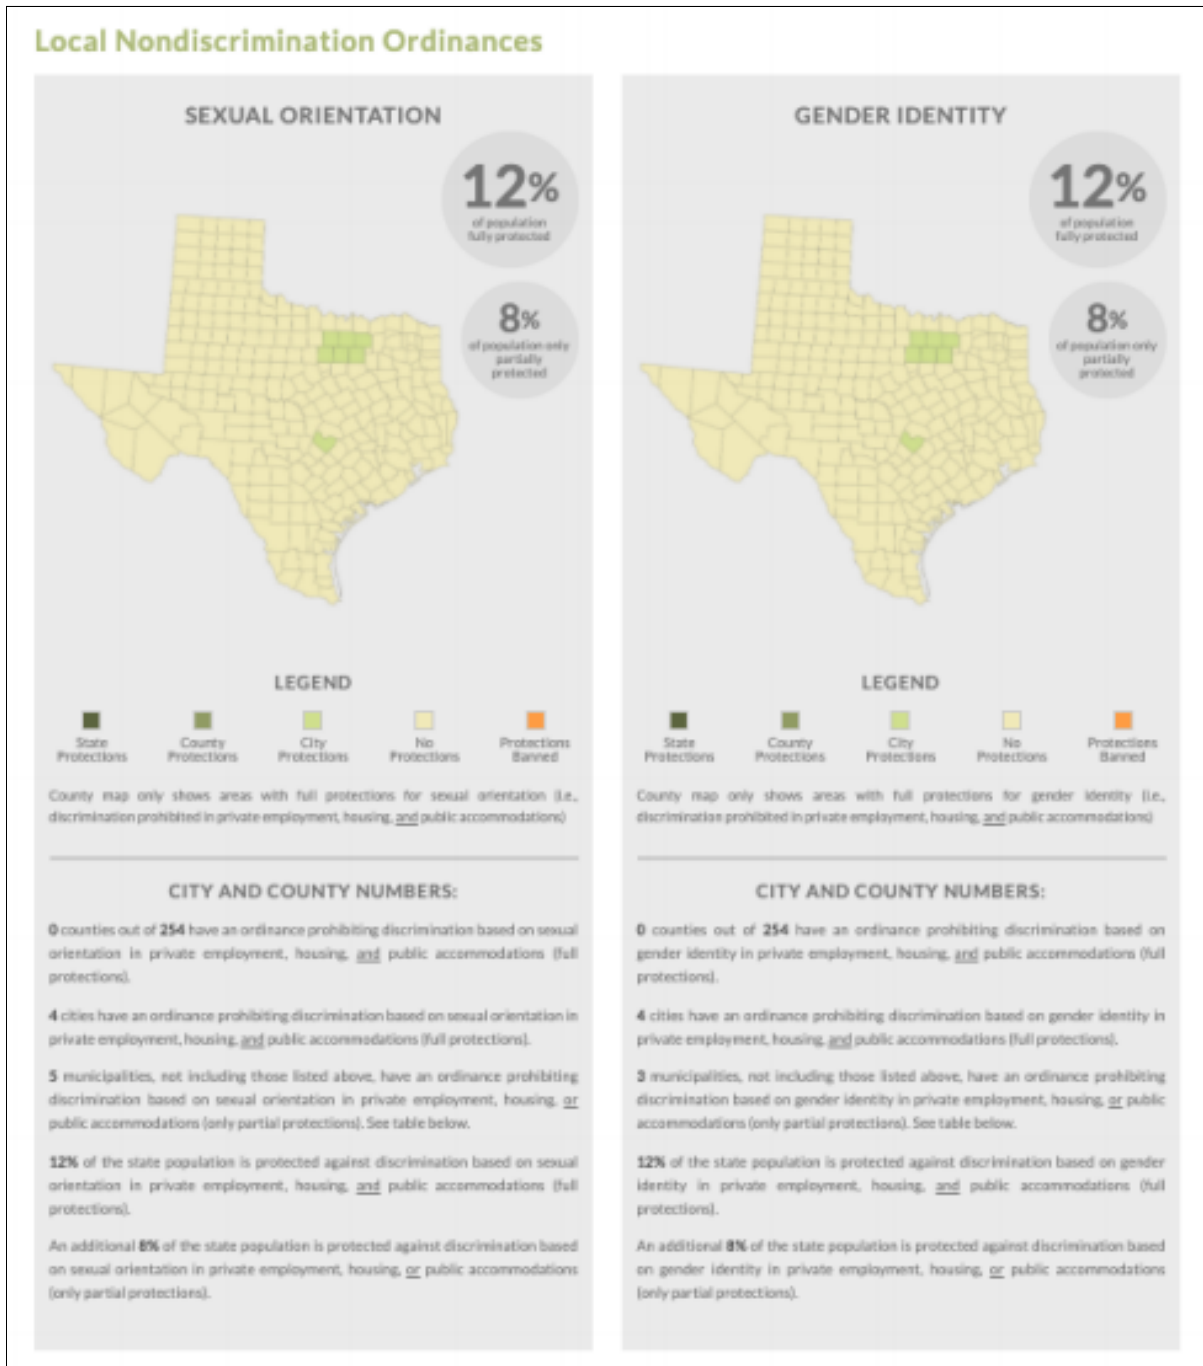 Local Nondiscrimination Ordinances
SEXUAL ORIENTATION
12%
of population
fully protected
8%
of population only
partially
protected
LEGEND
State
Protections
County
Protections
City
Protections
No
Protections
Protections
Banned
County map only shows areas with full protections for sexual orientation (i.e.,
discrimination prohibited in private employment, housing, and public accommodations)
CITY AND COUNTY NUMBERS:
0 counties out of 254 have an ordinance prohibiting discrimination based on sexual
orientation in private employment, housing, and public accommodations (full
protections).
4 cities have an ordinance prohibiting discrimination based on sexual orientation in
private employment, housing, and public accommodations (full protections).
5 municipalities, not including those listed above, have an ordinance prohibiting
discrimination based on sexual orientation in private employment, housing, or
public accommodations (only partial protections). See table below.
12% of the state population is protected against discrimination based on sexual
orientation in private employment, housing, and public accommodations (full
protections).
An additional 8% of the state population is protected against discrimination based
on sexual orientation in private employment, housing, or public accommodations
(only partial protections).
GENDER IDENTITY
12%
of population
fully protected
8%
of population only
partially
protected
LEGEND
State
Protections
County
Protections
City
Protections
No
Protections
Protections
Banned
County map only shows areas with full protections for gender identity (i.e.,
discrimination prohibited in private employment, housing, and public accommodations)
CITY AND COUNTY NUMBERS:
0 counties out of 254 have an ordinance prohibiting discrimination based on
gender identity in private employment, housing, and public accommodations (full
protections).
4 cities have an ordinance prohibiting discrimination based on gender identity in
private employment, housing, and public accommodations (full protections).
3 municipalities, not including those listed above, have an ordinance prohibiting
discrimination based on gender identity in private employment, housing, or public
accommodations (only partial protections). See table below.
12% of the state population is protected against discrimination based on gender
identity in private employment, housing, and public accommodations (full
protections).
An additional 8% of the state population is protected against discrimination based
on gender identity in private employment, housing, or public accommodations
(only partial protections).